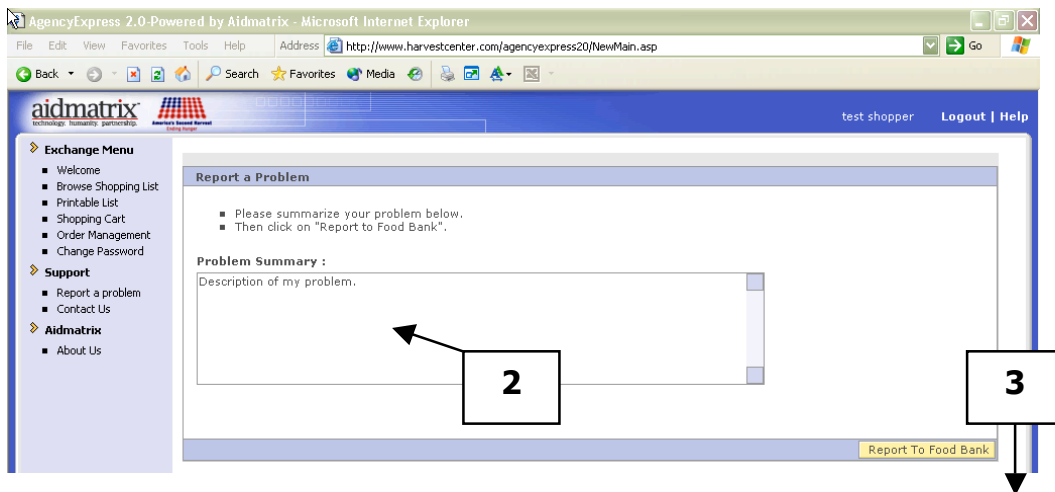 AgencyExpress 2.0-Powered by Aidmatrix - Microsoft Internet Explorer
File Edit View Favorites Tools Help Address http://www.harvestcenter.com/agencyexpress20/NewMain.asp Go
Back Search Favorites Media
aidmatrix
technology. humanity. partnership.
America's Second Harvest
Ending Hunger
test shopper Logout | Help
Exchange Menu
Welcome
Browse Shopping List
Printable List
Shopping Cart
Order Management
Change Password
Support
Report a problem
Contact Us
Aidmatrix
About Us
Report a Problem
Please summarize your problem below.
Then click on "Report to Food Bank".
Problem Summary :
Description of my problem.
2
3
Report To Food Bank